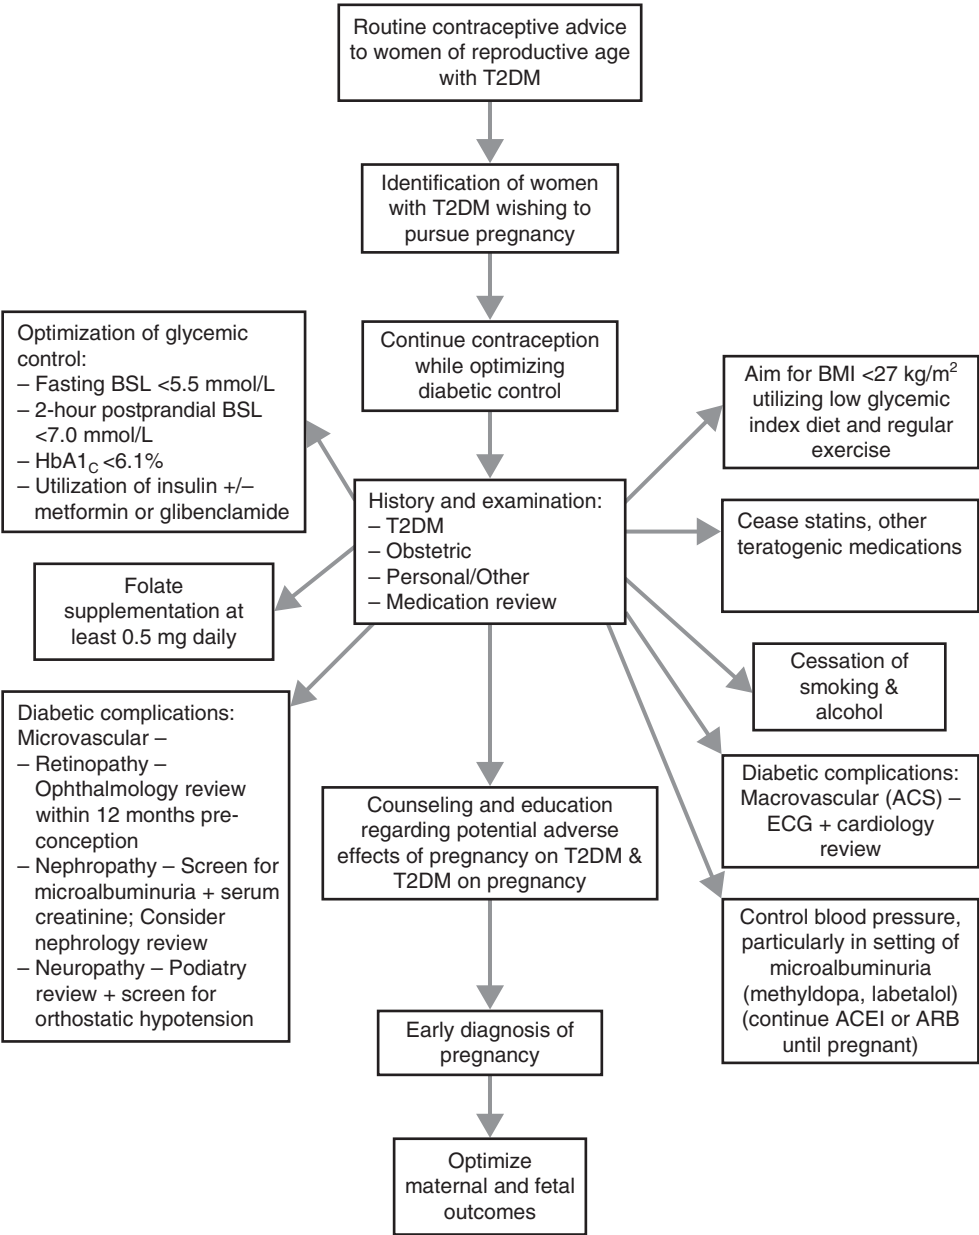 Routine contraceptive advice
to women of reproductive age
with T2DM
Identification of women
with T2DM wishing to
pursue pregnancy
Continue contraception
while optimizing
diabetic control
Optimization of glycemic
control:
– Fasting BSL <5.5 mmol/L
– 2-hour postprandial BSL
<7.0 mmol/L
– HbA1C <6.1%
– Utilization of insulin +/–
metformin or glibenclamide
Aim for BMI <27 kg/m2
utilizing low glycemic
index diet and regular
exercise
History and examination:
– T2DM
– Obstetric
– Personal/Other
– Medication review
Cease statins, other
teratogenic medications
Folate
supplementation at
least 0.5 mg daily
Cessation of
smoking &
alcohol
Diabetic complications:
Microvascular –
– Retinopathy –
Ophthalmology review
within 12 months pre-
conception
– Nephropathy – Screen for
microalbuminuria + serum
creatinine; Consider
nephrology review
– Neuropathy – Podiatry
review + screen for
orthostatic hypotension
Counseling and education
regarding potential adverse
effects of pregnancy on T2DM &
T2DM on pregnancy
Diabetic complications:
Macrovascular (ACS) –
ECG + cardiology
review
Control blood pressure,
particularly in setting of
microalbuminuria
(methyldopa, labetalol)
(continue ACEI or ARB
until pregnant)
Early diagnosis of
pregnancy
Optimize
maternal and fetal
outcomes